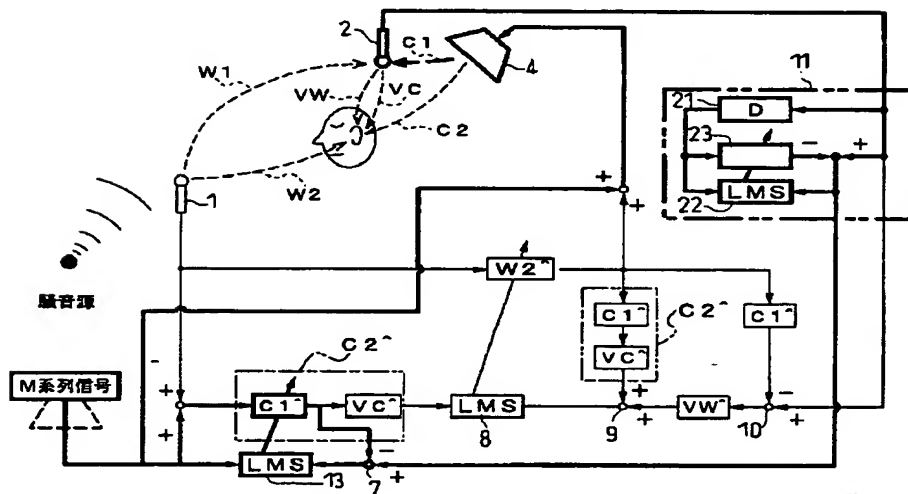 2
C1
4
11
W1
VW
VC
C2
21
D
23
-
+
LMS
22
W2
1
+
+
騒音源
W2^
C1^
C2^
C1^
VC^
C2^
M系列信号
-
+
+
C1^
VC^
LMS
8
+
+
9
VW^
-
+
10
LMS
13
-
+
7